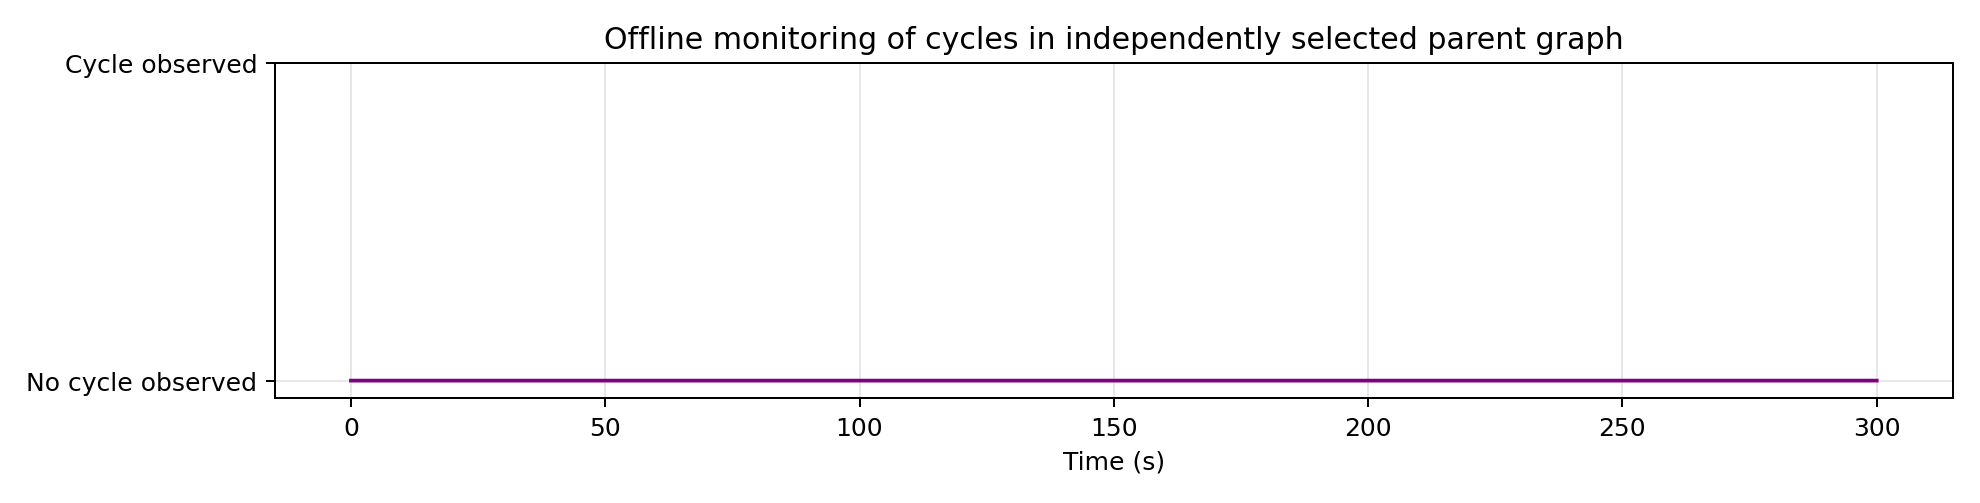 Offline monitoring of cycles in independently selected parent graph
Cycle observed
No cycle observed
0 50 100 150 200 250 300
Time (s)